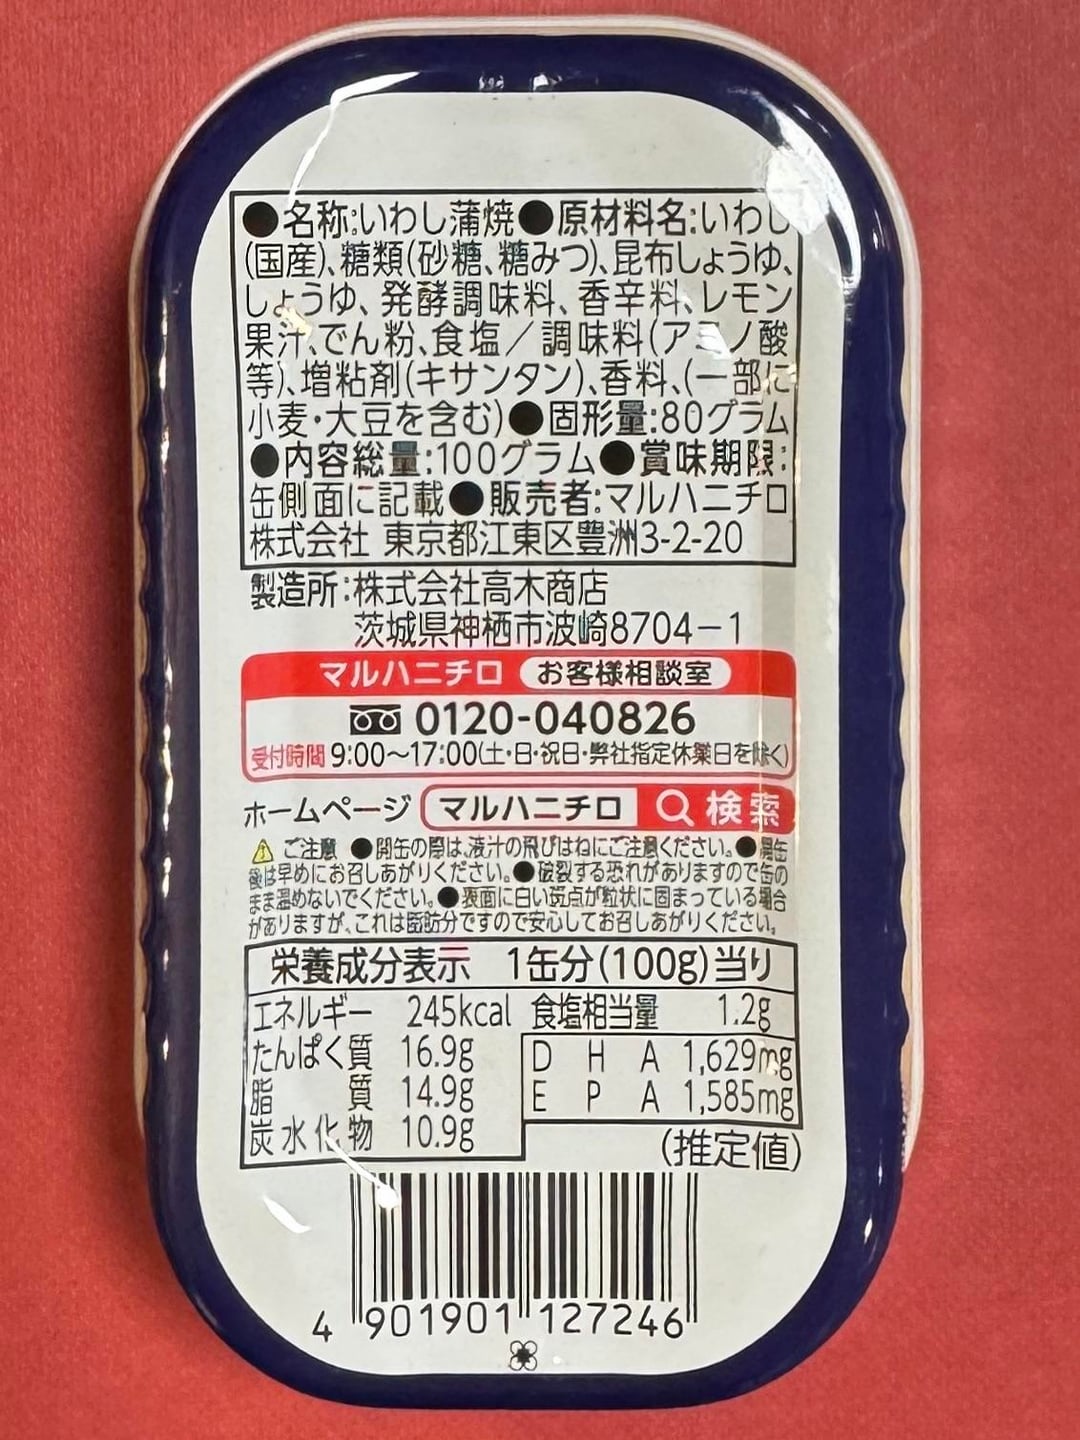 ●名称:いわし蒲焼●原材料名:いわし
(国産)、糖類(砂糖、糖みつ)、昆布しょうゆ、
しょうゆ、発酵調味料、香辛料、レモン
果汁、でん粉、食塩／調味料(アミノ酸
等)、増粘剤(キサンタン)、香料、(一部に
小麦・大豆を含む)●固形量:80グラム
●内容総量:100グラム●賞味期限:
缶側面に記載●販売者:マルハニチロ
株式会社 東京都江東区豊洲3-2-20
製造所:株式会社高木商店
茨城県神栖市波崎8704－1
マルハニチロ お客様相談室
0120-040826
受付時間 9:00～17:00(土・日・祝日・弊社指定休業日を除く)
ホームページ マルハニチロ 検索
ご注意 ●開缶の際は、液汁の飛びはねにご注意ください。●開缶
後は早めにお召しあがりください。●破裂する恐れがありますので缶の
まま温めないでください。●表面に白い斑点が粒状に固まっている場合
がありますが、これは脂肪分ですので安心してお召しあがりください。
栄養成分表示 1缶分(100g)当り
エネルギー 245kcal 食塩相当量 1.2g
たんぱく質 16.9g DHA 1,629mg
脂質 14.9g EPA 1,585mg
炭水化物 10.9g
(推定値)
4 901901 127246